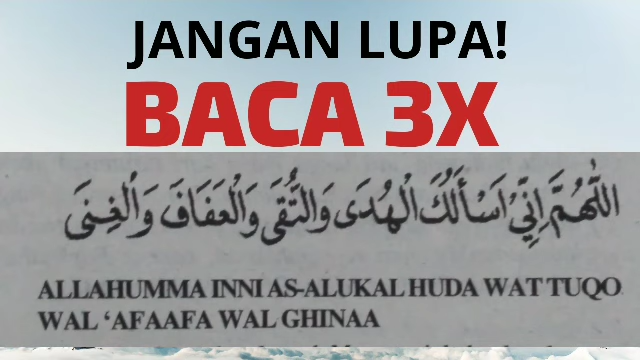 JANGAN LUPA!
BACA 3X
اَللّٰهُمَّ اِنِّيْ اَسْأَلُكَ الْهُدَى وَالتُّقَى وَالْعَفَافَ وَالْغِنَى
ALLAHUMMA INNI AS-ALUKAL HUDA WAT TUQO
WAL ‘AFAAFA WAL GHINAA